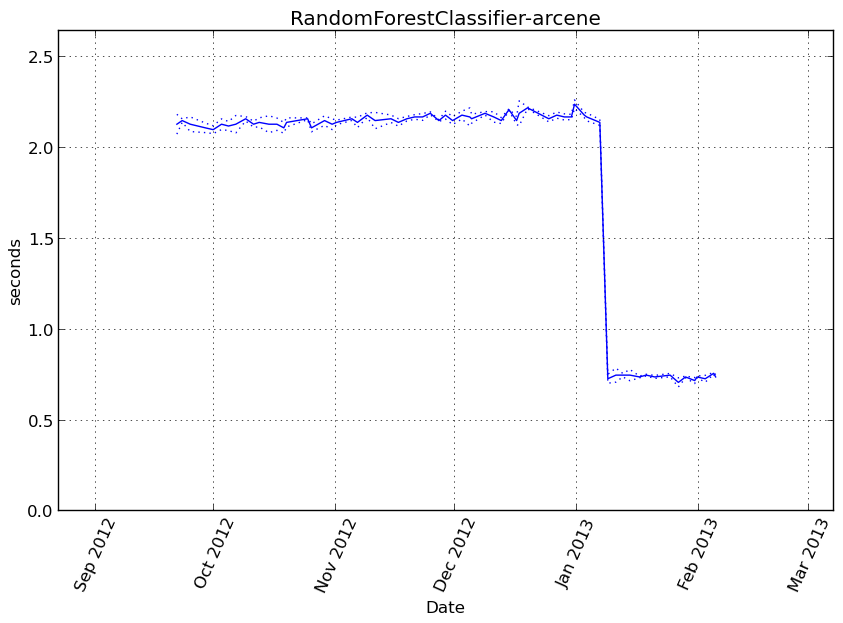 RandomForestClassifier-arcene
2.5
2.0
1.5
1.0
0.5
0.0
seconds
Sep 2012
Oct 2012
Nov 2012
Dec 2012
Jan 2013
Feb 2013
Mar 2013
Date